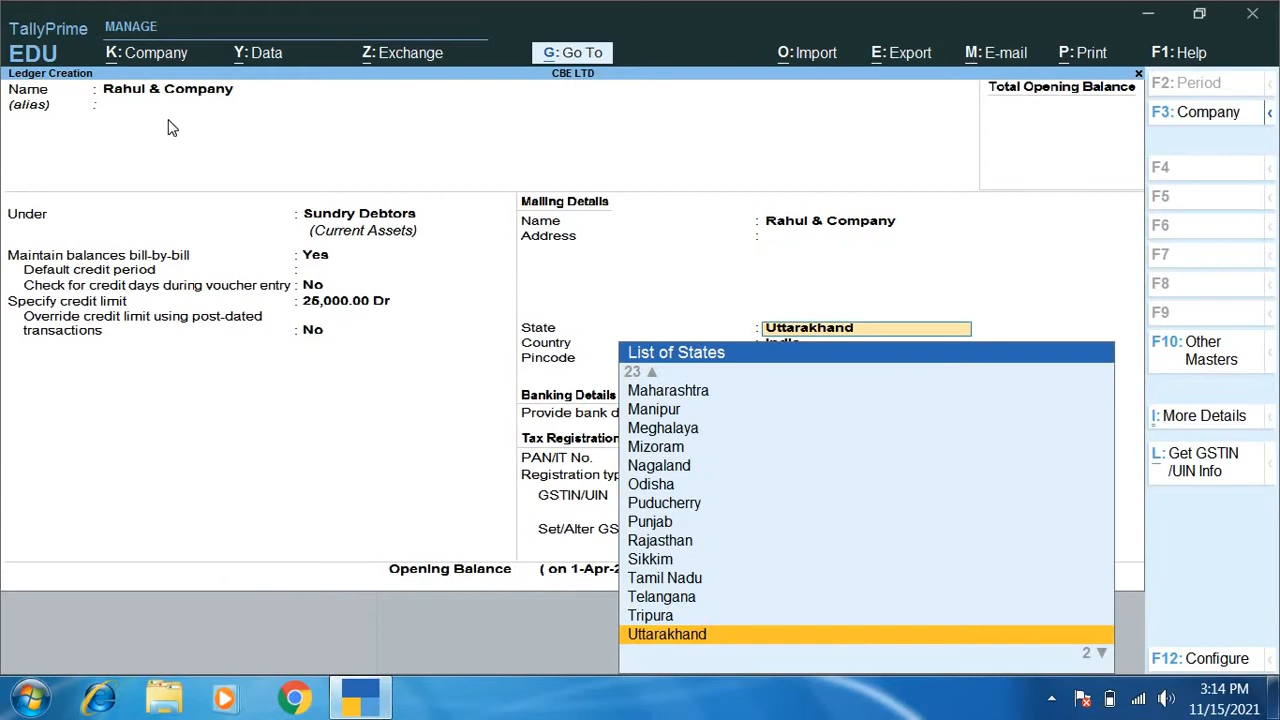 TallyPrime
EDU
MANAGE
K: Company
Y: Data
Z: Exchange
G: Go To
O: Import
E: Export
M: E-mail
P: Print
F1: Help
Ledger Creation
CBE LTD
×
Name : Rahul & Company
(alias) :
Total Opening Balance
Under : Sundry Debtors
(Current Assets)
Maintain balances bill-by-bill : Yes
Default credit period :
Check for credit days during voucher entry : No
Specify credit limit : 25,000.00 Dr
Override credit limit using post-dated
transactions : No
Mailing Details
Name : Rahul & Company
Address :
State : Uttarakhand
Country : India
Pincode
Banking Details
Provide bank d
Tax Registration
PAN/IT No.
Registration typ
GSTIN/UIN
Set/Alter GS
Opening Balance ( on 1-Apr-2
List of States
23 ▲
Maharashtra
Manipur
Meghalaya
Mizoram
Nagaland
Odisha
Puducherry
Punjab
Rajasthan
Sikkim
Tamil Nadu
Telangana
Tripura
Uttarakhand
2 ▼
F2: Period
F3: Company
F4
F5
F6
F7
F8
F9
F10: Other
Masters
I: More Details
L: Get GSTIN
/UIN Info
F12: Configure
3:14 PM
11/15/2021